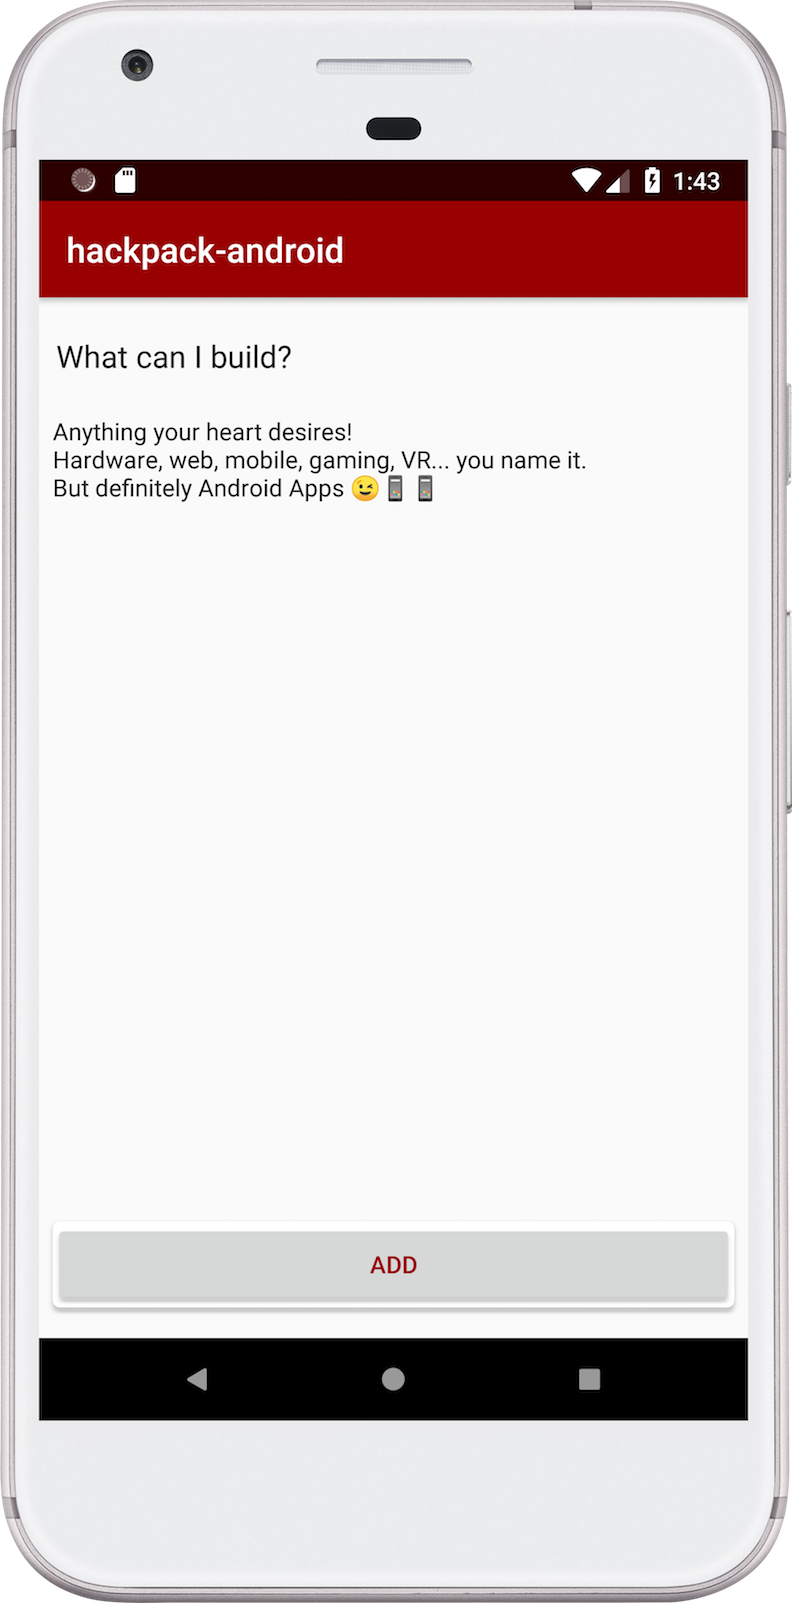 1:43
hackpack-android
What can I build?
Anything your heart desires!
Hardware, web, mobile, gaming, VR... you name it.
But definitely Android Apps 😉📱📱
ADD